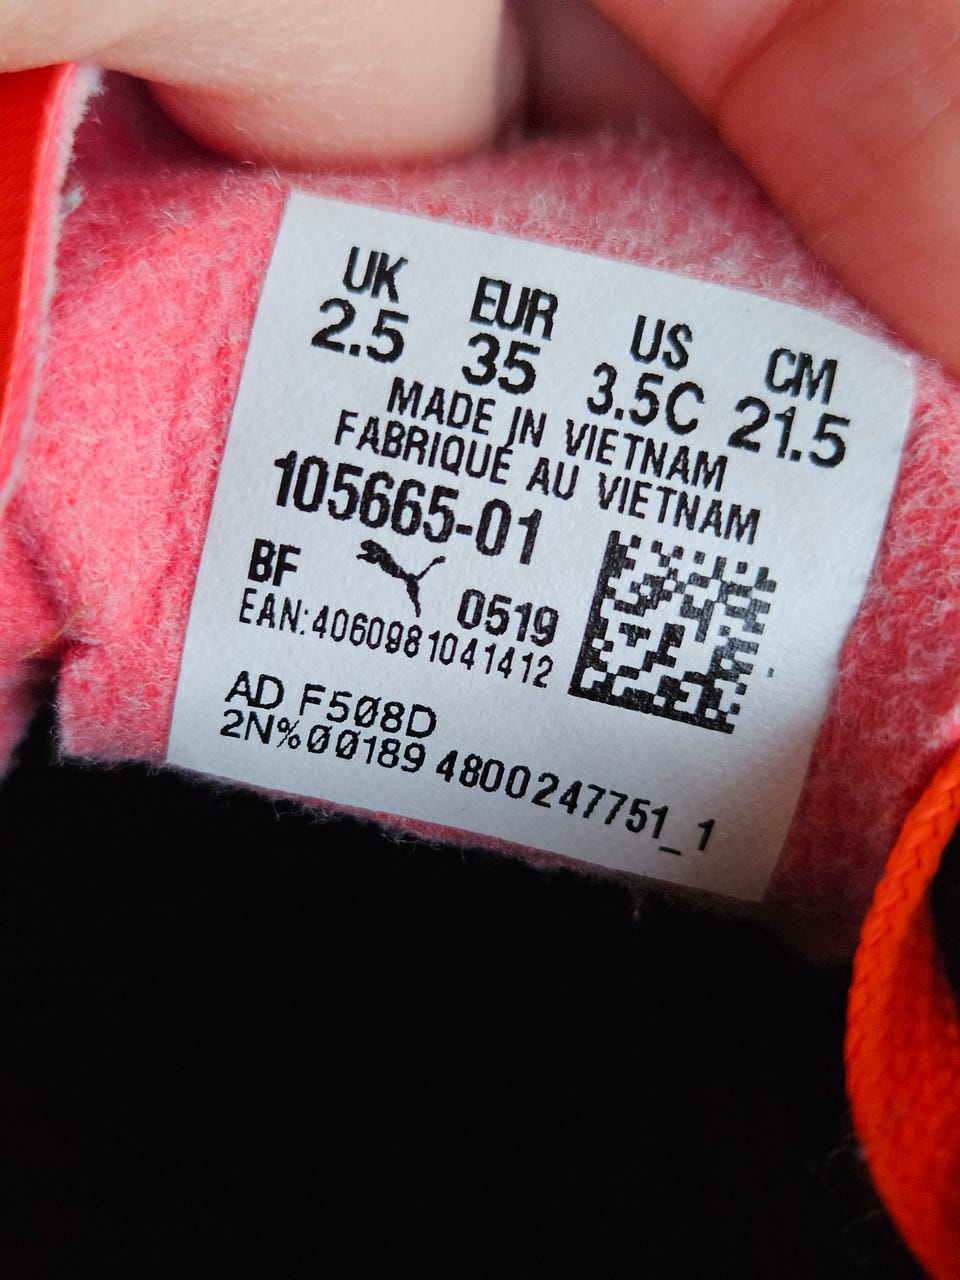 UK EUR US CM
2.5 35 3.5C 21.5
MADE IN VIETNAM
FABRIQUÉ AU VIETNAM
105665-01
BF 0519
EAN:4060981041412
AD F508D
2N%00189 4800247751_1